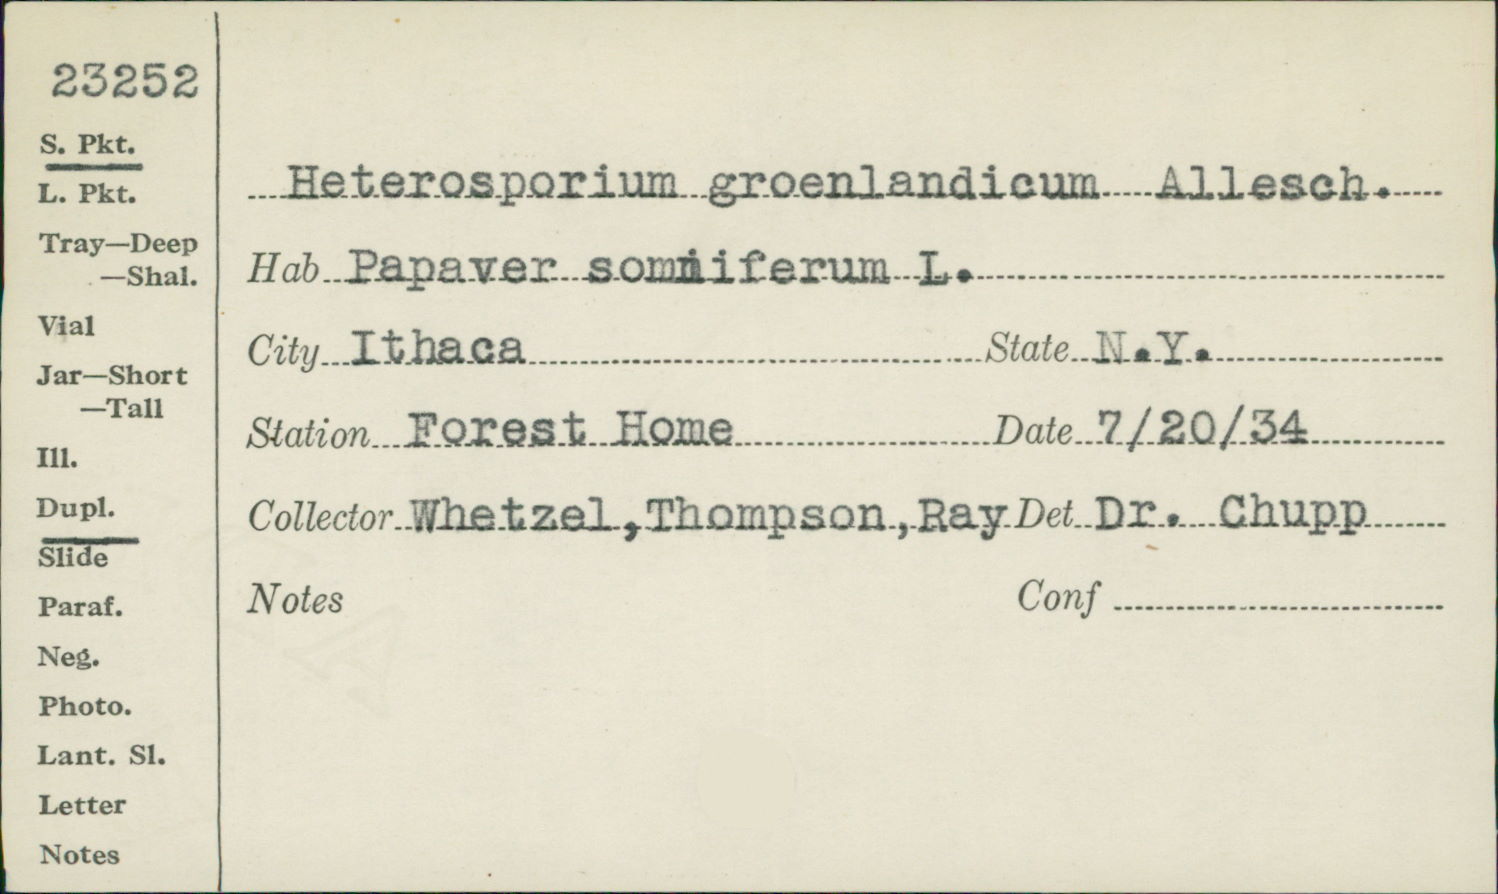 23252
S. Pkt.
L. Pkt.
Tray—Deep
—Shal.
Vial
Jar—Short
—Tall
Ill.
Dupl.
Slide
Paraf.
Neg.
Photo.
Lant. Sl.
Letter
Notes
Heterosporium groenlandicum Allesch.
Hab Papaver somniferum L.
City Ithaca State N.Y.
Station Forest Home Date 7/20/34
Collector Whetzel,Thompson,Ray Det Dr. Chupp
Notes Conf